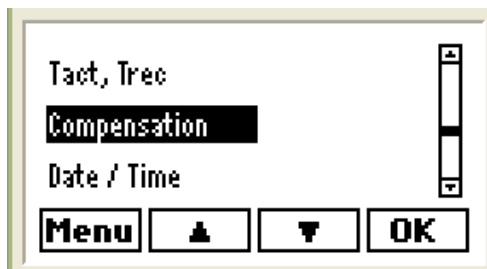 Tact, Trec
Compensation
Date / Time
Menu ▲ ▼ OK